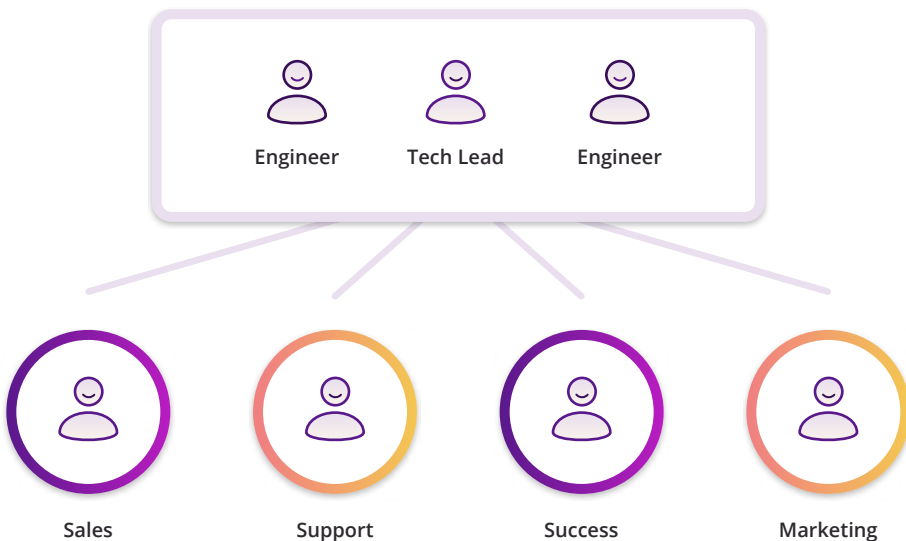 Engineer
Tech Lead
Engineer
Sales
Support
Success
Marketing